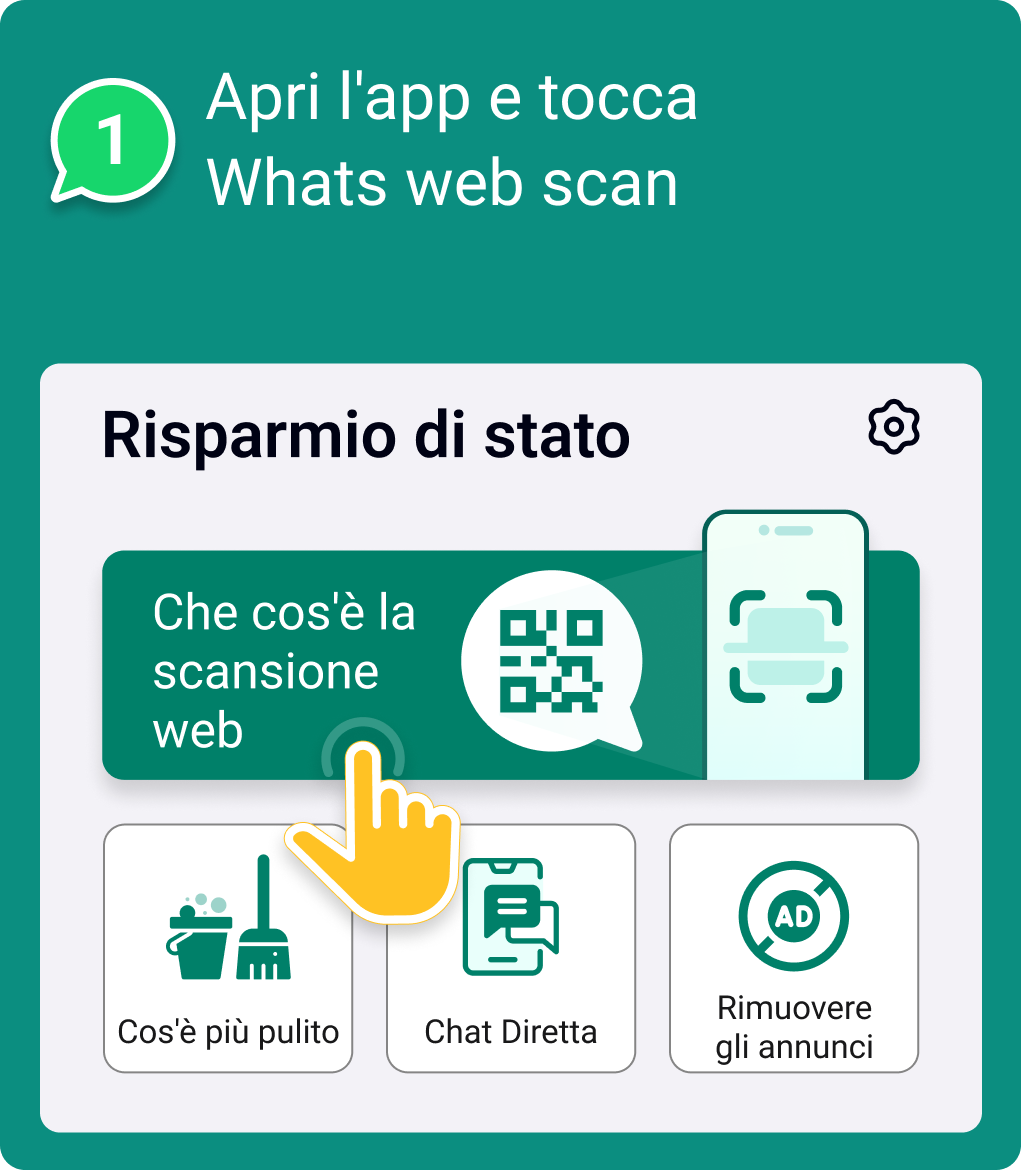 1
Apri l'app e tocca
Whats web scan
Risparmio di stato
Che cos'è la
scansione
web
Cos'è più pulito
Chat Diretta
AD
Rimuovere
gli annunci